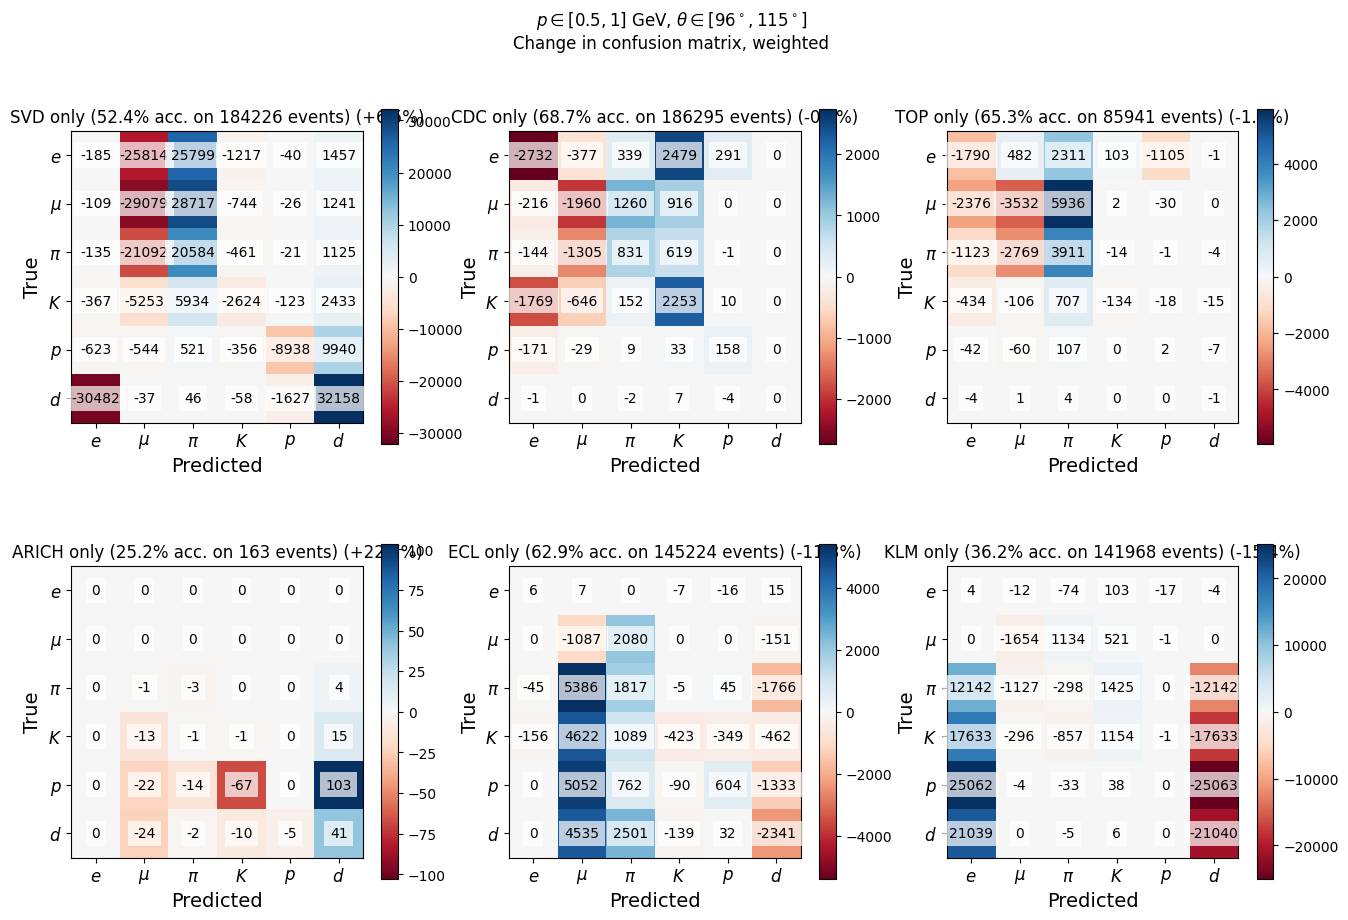 p ∈ [0.5, 1] GeV, θ ∈ [96°, 115°]
Change in confusion matrix, weighted
SVD only (52.4% acc. on 184226 events)
e -185 -25814 25799 -1217 -40 1457
μ -109 -29079 28717 -744 -26 1241
π -135 -21092 20584 -461 -21 1125
K -367 -5253 5934 -2624 -123 2433
p -623 -544 521 -356 -8938 9940
d -30482 -37 46 -58 -1627 32158
e μ π K p d
True
Predicted
30000
20000
10000
0
−10000
−20000
−30000
CDC only (68.7% acc. on 186295 events)
e -2732 -377 339 2479 291 0
μ -216 -1960 1260 916 0 0
π -144 -1305 831 619 -1 0
K -1769 -646 152 2253 10 0
p -171 -29 9 33 158 0
d -1 0 -2 7 -4 0
e μ π K p d
True
Predicted
2000
1000
0
−1000
−2000
TOP only (65.3% acc. on 85941 events)
e -1790 482 2311 103 -1105 -1
μ -2376 -3532 5936 2 -30 0
π -1123 -2769 3911 -14 -1 -4
K -434 -106 707 -134 -18 -15
p -42 -60 107 0 2 -7
d -4 1 4 0 0 -1
e μ π K p d
True
Predicted
4000
2000
0
−2000
−4000
ARICH only (25.2% acc. on 163 events)
e 0 0 0 0 0 0
μ 0 0 0 0 0 0
π 0 -1 -3 0 0 4
K 0 -13 -1 -1 0 15
p 0 -22 -14 -67 0 103
d 0 -24 -2 -10 -5 41
e μ π K p d
True
Predicted
100
75
50
25
0
−25
−50
−75
−100
ECL only (62.9% acc. on 145224 events)
e 6 7 0 -7 -16 15
μ 0 -1087 2080 0 0 -151
π -45 5386 1817 -5 45 -1766
K -156 4622 1089 -423 -349 -462
p 0 5052 762 -90 604 -1333
d 0 4535 2501 -139 32 -2341
e μ π K p d
True
Predicted
4000
2000
0
−2000
−4000
KLM only (36.2% acc. on 141968 events)
e 4 -12 -74 103 -17 -4
μ 0 -1654 1134 521 -1 0
π 12142 -1127 -298 1425 0 -12142
K 17633 -296 -857 1154 -1 -17633
p 25062 -4 -33 38 0 -25063
d 21039 0 -5 6 0 -21040
e μ π K p d
True
Predicted
20000
10000
0
−10000
−20000